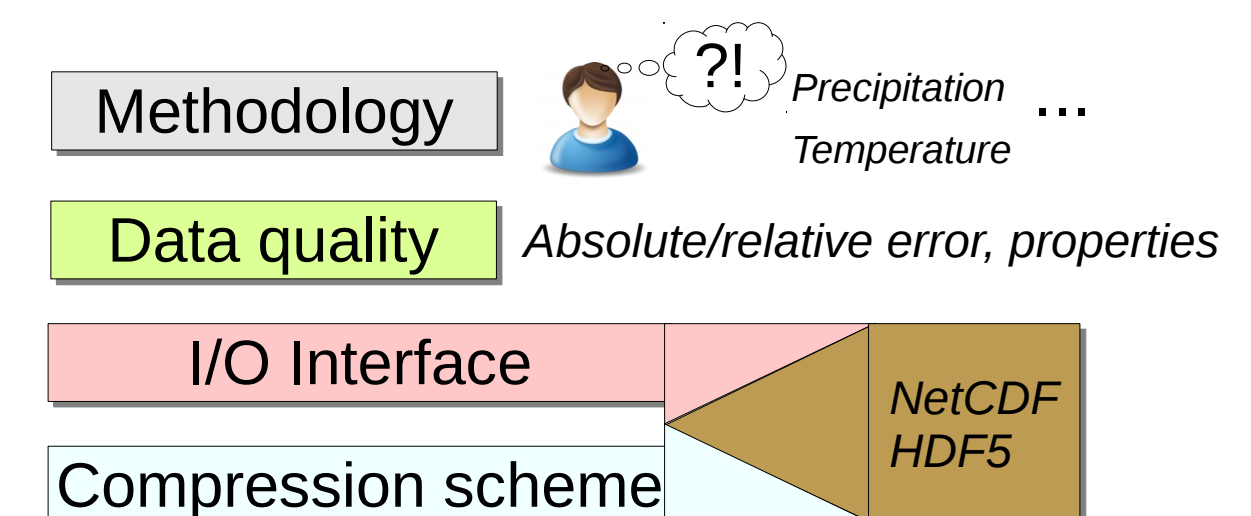 Methodology
?!
Precipitation ...
Temperature
Data quality
Absolute/relative error, properties
I/O Interface
NetCDF
HDF5
Compression scheme